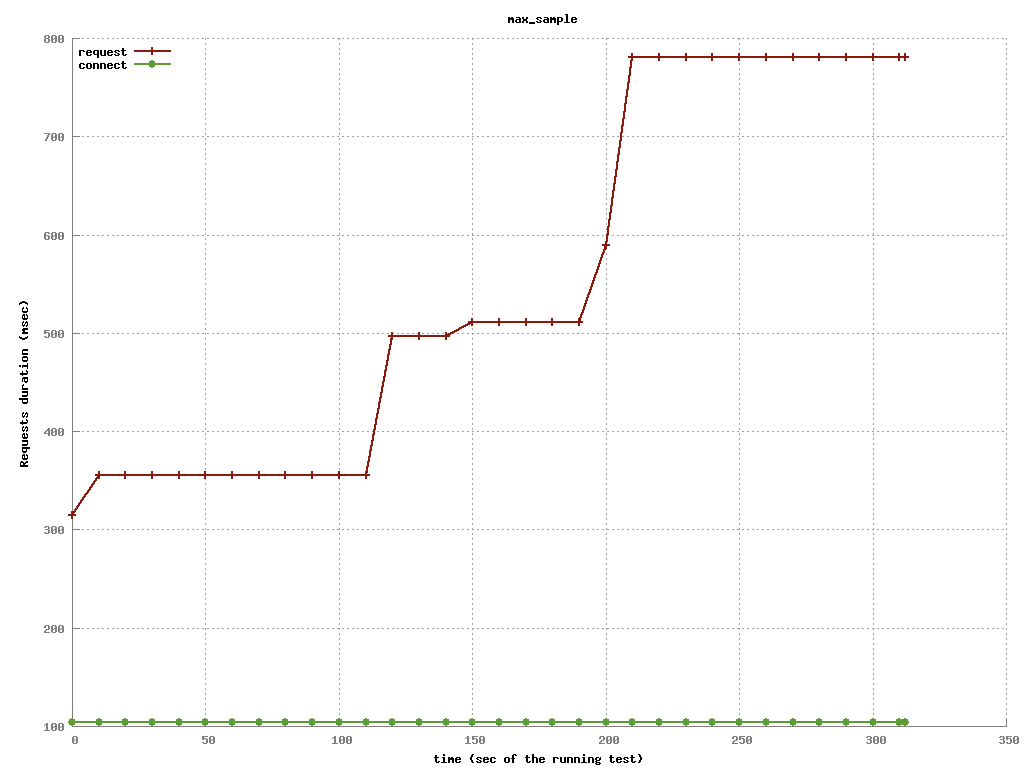 max_sample
request
connect
800
700
600
500
400
300
200
100
Requests duration (msec)
0 50 100 150 200 250 300 350
time (sec of the running test)